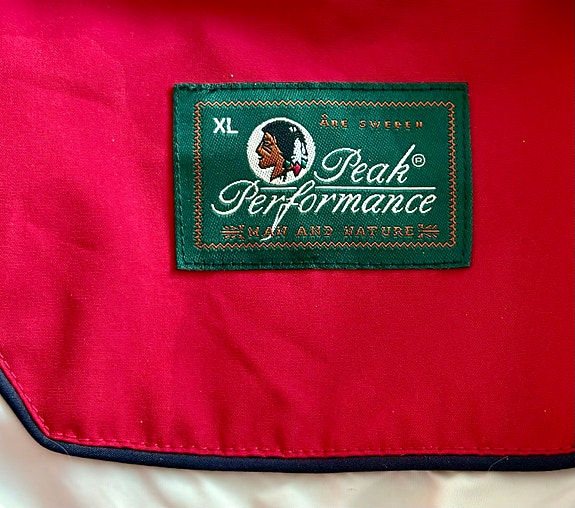 XL
ÅRE SWEDEN
Peak®
Performance
MAN AND NATURE